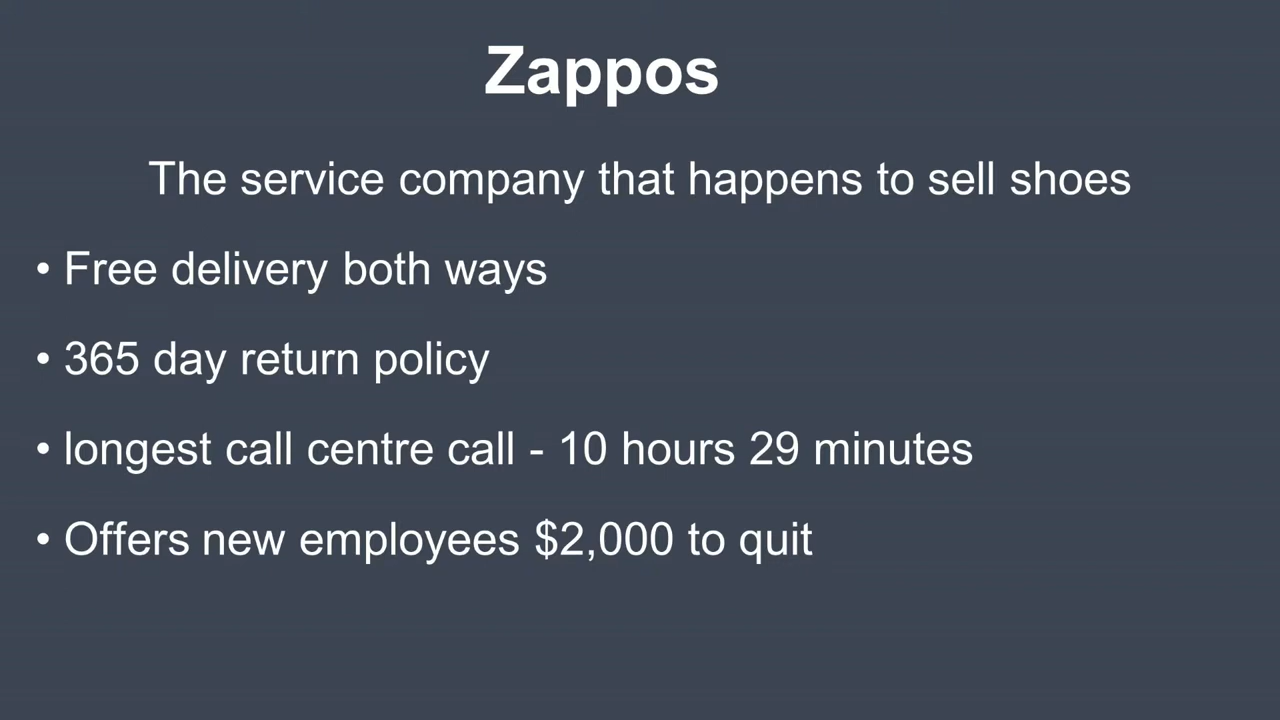 Zappos
The service company that happens to sell shoes
• Free delivery both ways
• 365 day return policy
• longest call centre call - 10 hours 29 minutes
• Offers new employees $2,000 to quit